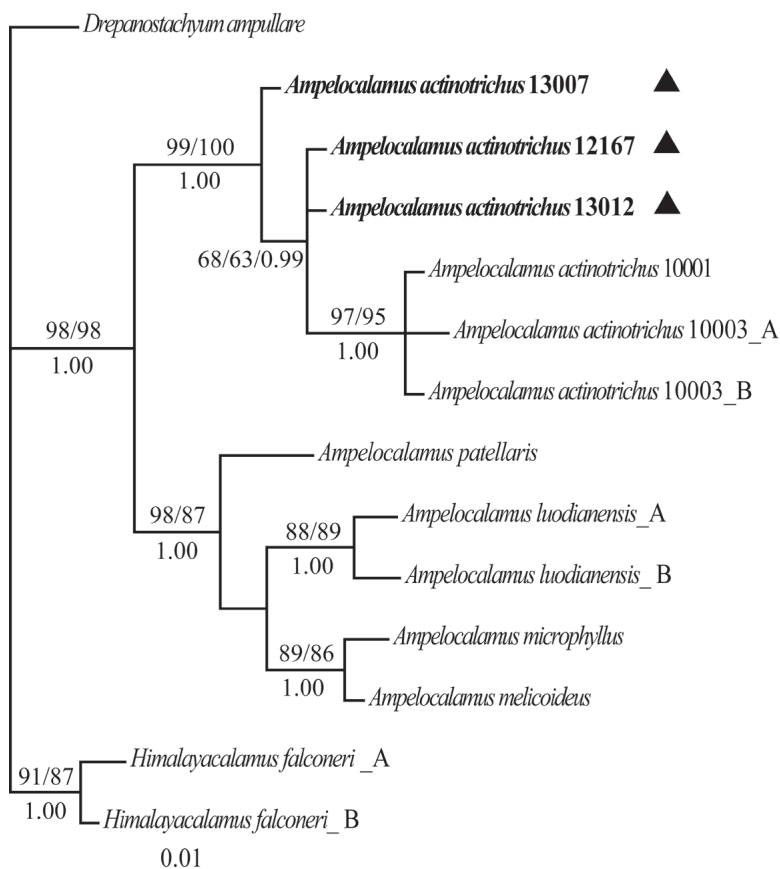 Drepanostachyum ampullare
Ampelocalamus actinotrichus 13007
99/100
Ampelocalamus actinotrichus 12167
1.00
Ampelocalamus actinotrichus 13012
68/63/0.99
Ampelocalamus actinotrichus 10001
97/95
98/98
Ampelocalamus actinotrichus 10003_A
1.00
1.00
Ampelocalamus actinotrichus 10003_B
Ampelocalamus patellaris
98/87
Ampelocalamus luodianensis_A
88/89
1.00
1.00
Ampelocalamus luodianensis_ B
Ampelocalamus microphyllus
89/86
1.00
Ampelocalamus melicoideus
Himalayacalamus falconeri _A
91/87
1.00
Himalayacalamus falconeri_ B
0.01